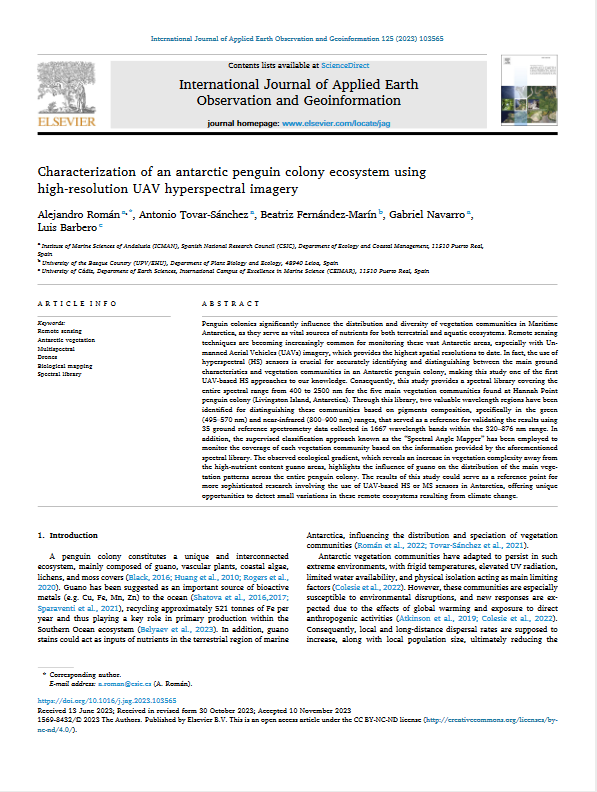 International Journal of Applied Earth Observation and Geoinformation 125 (2023) 103565
Contents lists available at ScienceDirect
International Journal of Applied Earth
Observation and Geoinformation
journal homepage: www.elsevier.com/locate/jag
ELSEVIER
Characterization of an antarctic penguin colony ecosystem using
high-resolution UAV hyperspectral imagery
Alejandro Román a,*, Antonio Tovar-Sánchez a, Beatriz Fernández-Marín b, Gabriel Navarro a,
Luis Barbero c
a Institute of Marine Sciences of Andalusia (ICMAN), Spanish National Research Council (CSIC), Department of Ecology and Coastal Management, 11510 Puerto Real,
Spain
b University of the Basque Country (UPV/EHU), Department of Plant Biology and Ecology, 48940 Leioa, Spain
c University of Cádiz, Department of Earth Sciences, International Campus of Excellence in Marine Science (CEIMAR), 11510 Puerto Real, Spain
ARTICLE INFO
Keywords:
Remote sensing
Antarctic vegetation
Multispectral
Drones
Biological mapping
Spectral library
ABSTRACT
Penguin colonies significantly influence the distribution and diversity of vegetation communities in Maritime
Antarctica, as they serve as vital sources of nutrients for both terrestrial and aquatic ecosystems. Remote sensing
techniques are becoming increasingly common for monitoring these vast Antarctic areas, especially with Un-
manned Aerial Vehicles (UAVs) imagery, which provides the highest spatial resolutions to date. In fact, the use of
hyperspectral (HS) sensors is crucial for accurately identifying and distinguishing between the main ground
characteristics and vegetation communities in an Antarctic penguin colony, making this study one of the first
UAV-based HS approaches to our knowledge. Consequently, this study provides a spectral library covering the
entire spectral range from 400 to 2500 nm for the five main vegetation communities found at Hannah Point
penguin colony (Livingston Island, Antarctica). Through this library, two valuable wavelength regions have been
identified for distinguishing these communities based on pigments composition, specifically in the green
(495–570 nm) and near-infrared (800–900 nm) ranges, that served as a reference for validating the results using
35 ground reference spectrometry data collected in 1667 wavelength bands within the 320–876 nm range. In
addition, the supervised classification approach known as the "Spectral Angle Mapper" has been employed to
monitor the coverage of each vegetation community based on the information provided by the aforementioned
spectral library. The observed ecological gradient, which reveals an increase in vegetation complexity away from
the high-nutrient content guano areas, highlights the influence of guano on the distribution of the main vege-
tation patterns across the entire penguin colony. The results of this study could serve as a reference point for
more sophisticated research involving the use of UAV-based HS or MS sensors in Antarctica, offering unique
opportunities to detect small variations in these remote ecosystems resulting from climate change.
1. Introduction
A penguin colony constitutes a unique and interconnected
ecosystem, mainly composed of guano, vascular plants, coastal algae,
lichens, and moss covers (Black, 2016; Huang et al., 2010; Rogers et al.,
2020). Guano has been suggested as an important source of bioactive
metals (e.g. Cu, Fe, Mn, Zn) to the ocean (Shatova et al., 2016,2017;
Sparaventi et al., 2021), recycling approximately 521 tonnes of Fe per
year and thus playing a key role in primary production within the
Southern Ocean ecosystem (Belyaev et al., 2023). In addition, guano
stains could act as inputs of nutrients in the terrestrial region of marine
Antarctica, influencing the distribution and speciation of vegetation
communities (Román et al., 2022; Tovar-Sánchez et al., 2021).
Antarctic vegetation communities have adapted to persist in such
extreme environments, with frigid temperatures, elevated UV radiation,
limited water availability, and physical isolation acting as main limiting
factors (Colesie et al., 2022). However, these communities are especially
susceptible to environmental disruptions, and new responses are ex-
pected due to the effects of global warming and exposure to direct
anthropogenic activities (Atkinson et al., 2019; Colesie et al., 2022).
Consequently, local and long-distance dispersal rates are supposed to
increase, along with local population size, ultimately reducing the
* Corresponding author.
E-mail address: a.roman@csic.es (A. Román).
https://doi.org/10.1016/j.jag.2023.103565
Received 13 June 2023; Received in revised form 30 October 2023; Accepted 10 November 2023
1569-8432/© 2023 The Authors. Published by Elsevier B.V. This is an open access article under the CC BY-NC-ND license (http://creativecommons.org/licenses/by-
nc-nd/4.0/).